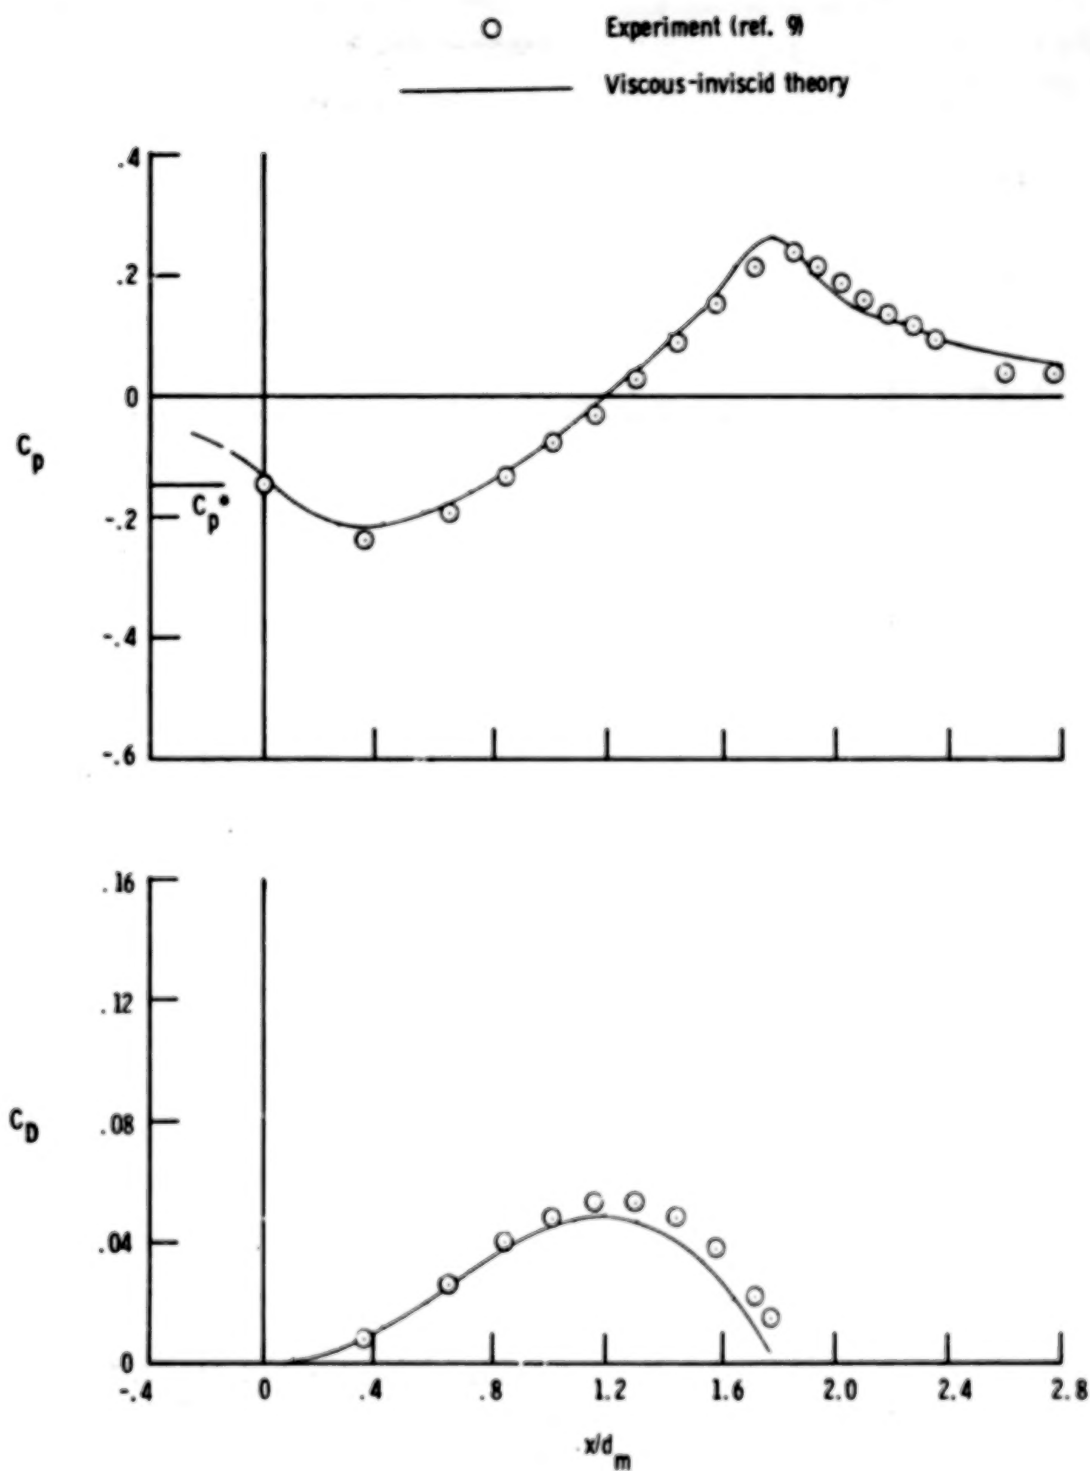 Experiment (ref. 9)
Viscous-inviscid theory
.4
.2
0
C_p
C_p*
-.2
-.4
-.6
.16
.12
C_D
.08
.04
0
-.4 0 .4 .8 1.2 1.6 2.0 2.4 2.8
x/d_m